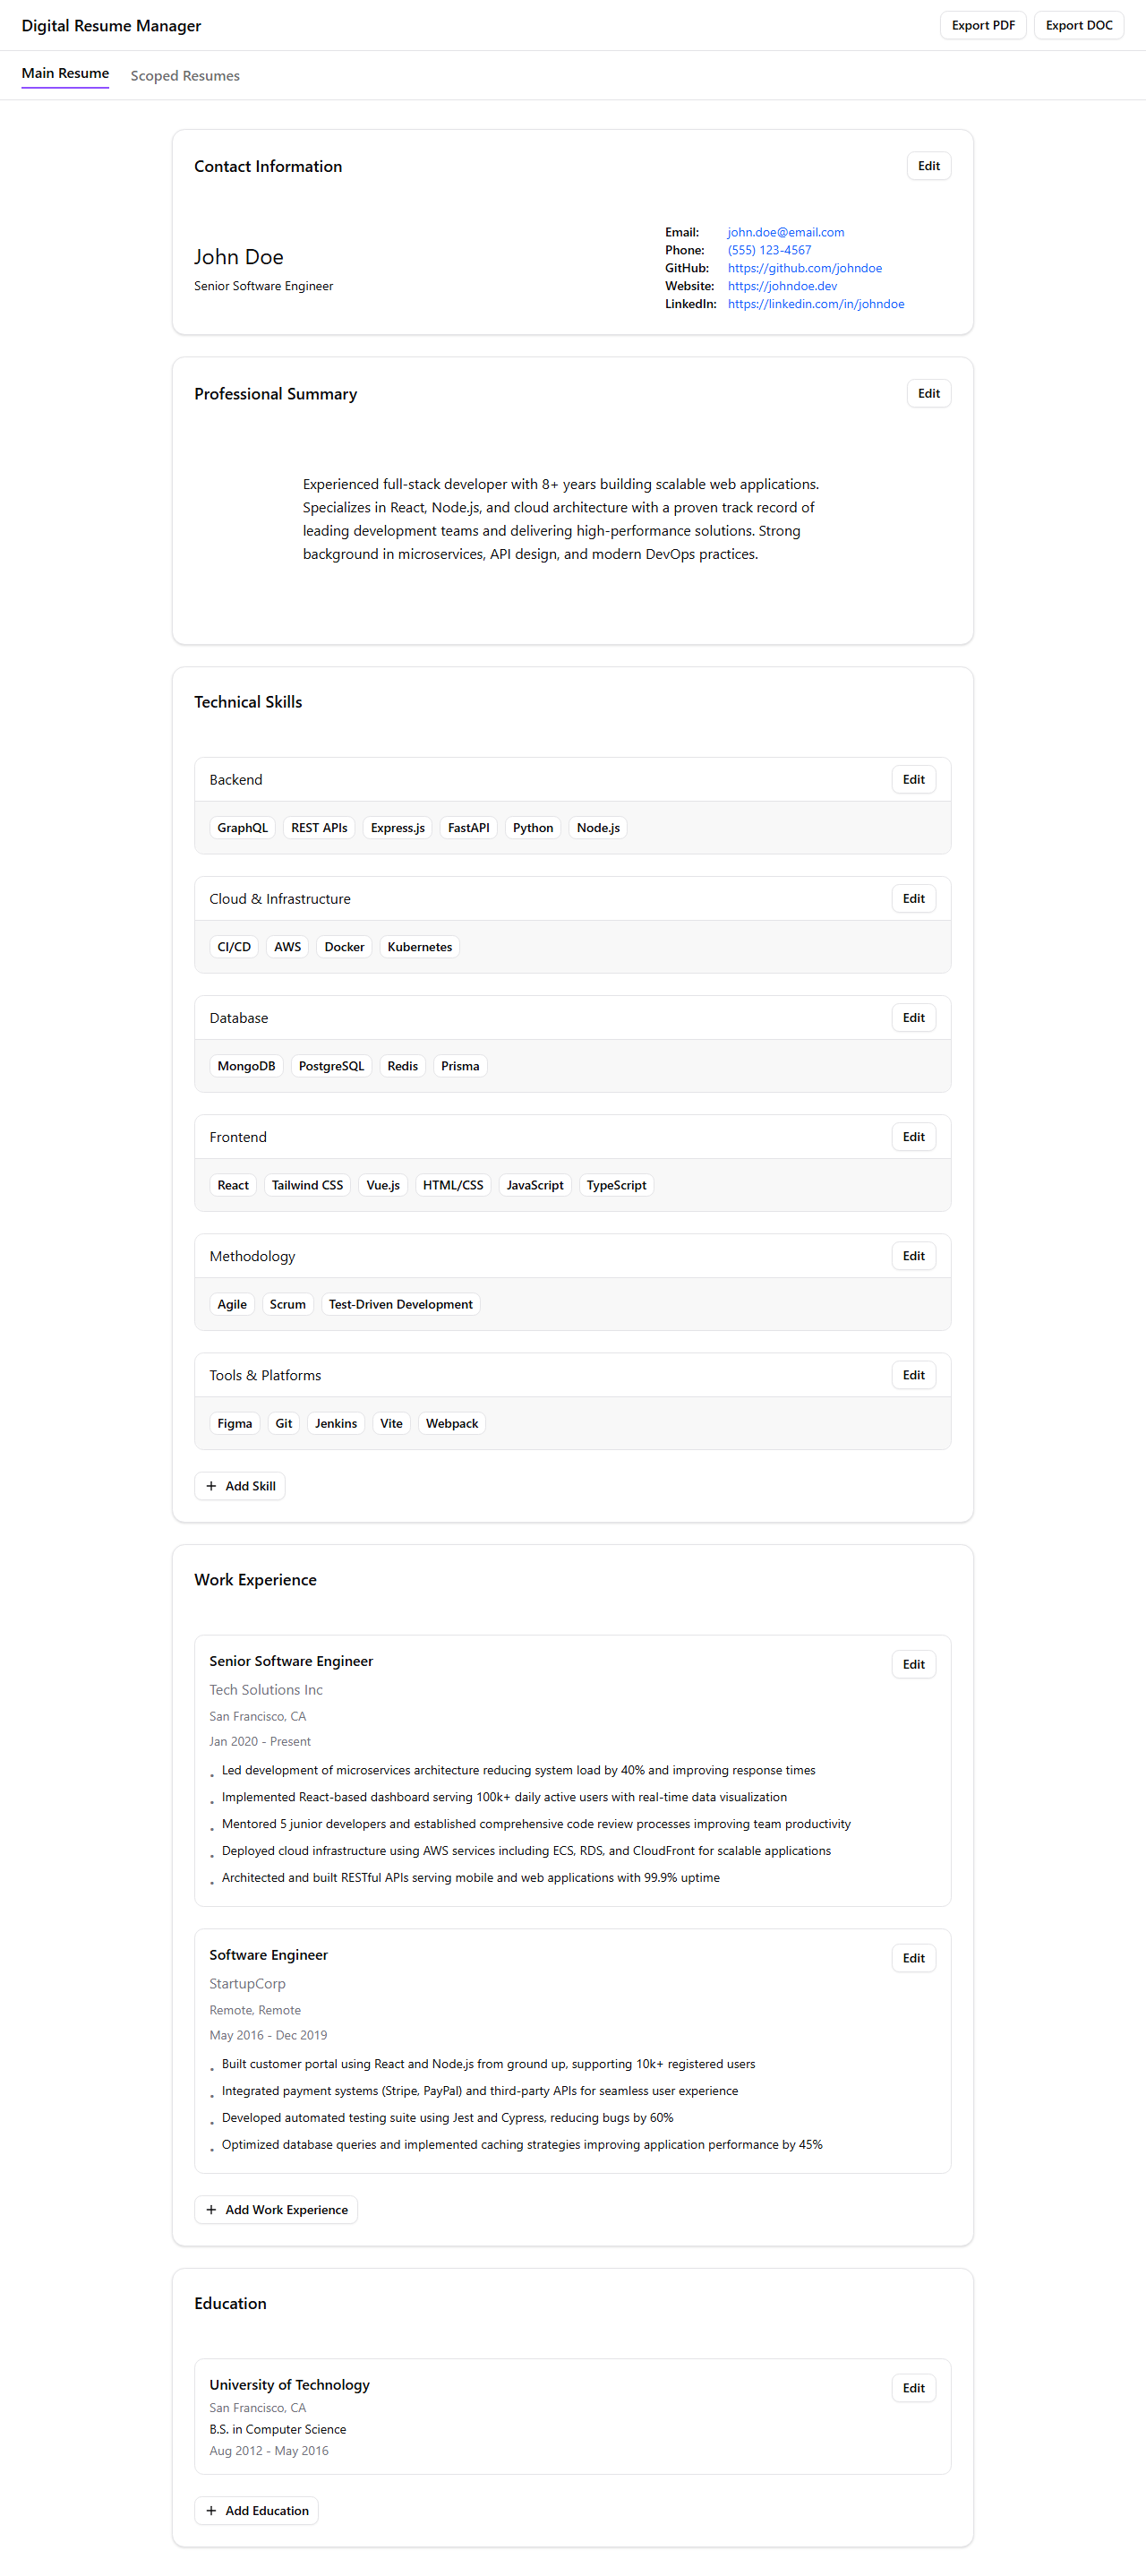 Digital Resume Manager
Export PDF
Export DOC
Main Resume
Scoped Resumes
Contact Information
Edit
John Doe
Senior Software Engineer
Email: john.doe@email.com
Phone: (555) 123-4567
GitHub: https://github.com/johndoe
Website: https://johndoe.dev
LinkedIn: https://linkedin.com/in/johndoe
Professional Summary
Edit
Experienced full-stack developer with 8+ years building scalable web applications.
Specializes in React, Node.js, and cloud architecture with a proven track record of
leading development teams and delivering high-performance solutions. Strong
background in microservices, API design, and modern DevOps practices.
Technical Skills
Backend
Edit
GraphQL REST APIs Express.js FastAPI Python Node.js
Cloud & Infrastructure
Edit
CI/CD AWS Docker Kubernetes
Database
Edit
MongoDB PostgreSQL Redis Prisma
Frontend
Edit
React Tailwind CSS Vue.js HTML/CSS JavaScript TypeScript
Methodology
Edit
Agile Scrum Test-Driven Development
Tools & Platforms
Edit
Figma Git Jenkins Vite Webpack
+ Add Skill
Work Experience
Senior Software Engineer
Edit
Tech Solutions Inc
San Francisco, CA
Jan 2020 - Present
• Led development of microservices architecture reducing system load by 40% and improving response times
• Implemented React-based dashboard serving 100k+ daily active users with real-time data visualization
• Mentored 5 junior developers and established comprehensive code review processes improving team productivity
• Deployed cloud infrastructure using AWS services including ECS, RDS, and CloudFront for scalable applications
• Architected and built RESTful APIs serving mobile and web applications with 99.9% uptime
Software Engineer
Edit
StartupCorp
Remote, Remote
May 2016 - Dec 2019
• Built customer portal using React and Node.js from ground up, supporting 10k+ registered users
• Integrated payment systems (Stripe, PayPal) and third-party APIs for seamless user experience
• Developed automated testing suite using Jest and Cypress, reducing bugs by 60%
• Optimized database queries and implemented caching strategies improving application performance by 45%
+ Add Work Experience
Education
University of Technology
Edit
San Francisco, CA
B.S. in Computer Science
Aug 2012 - May 2016
+ Add Education